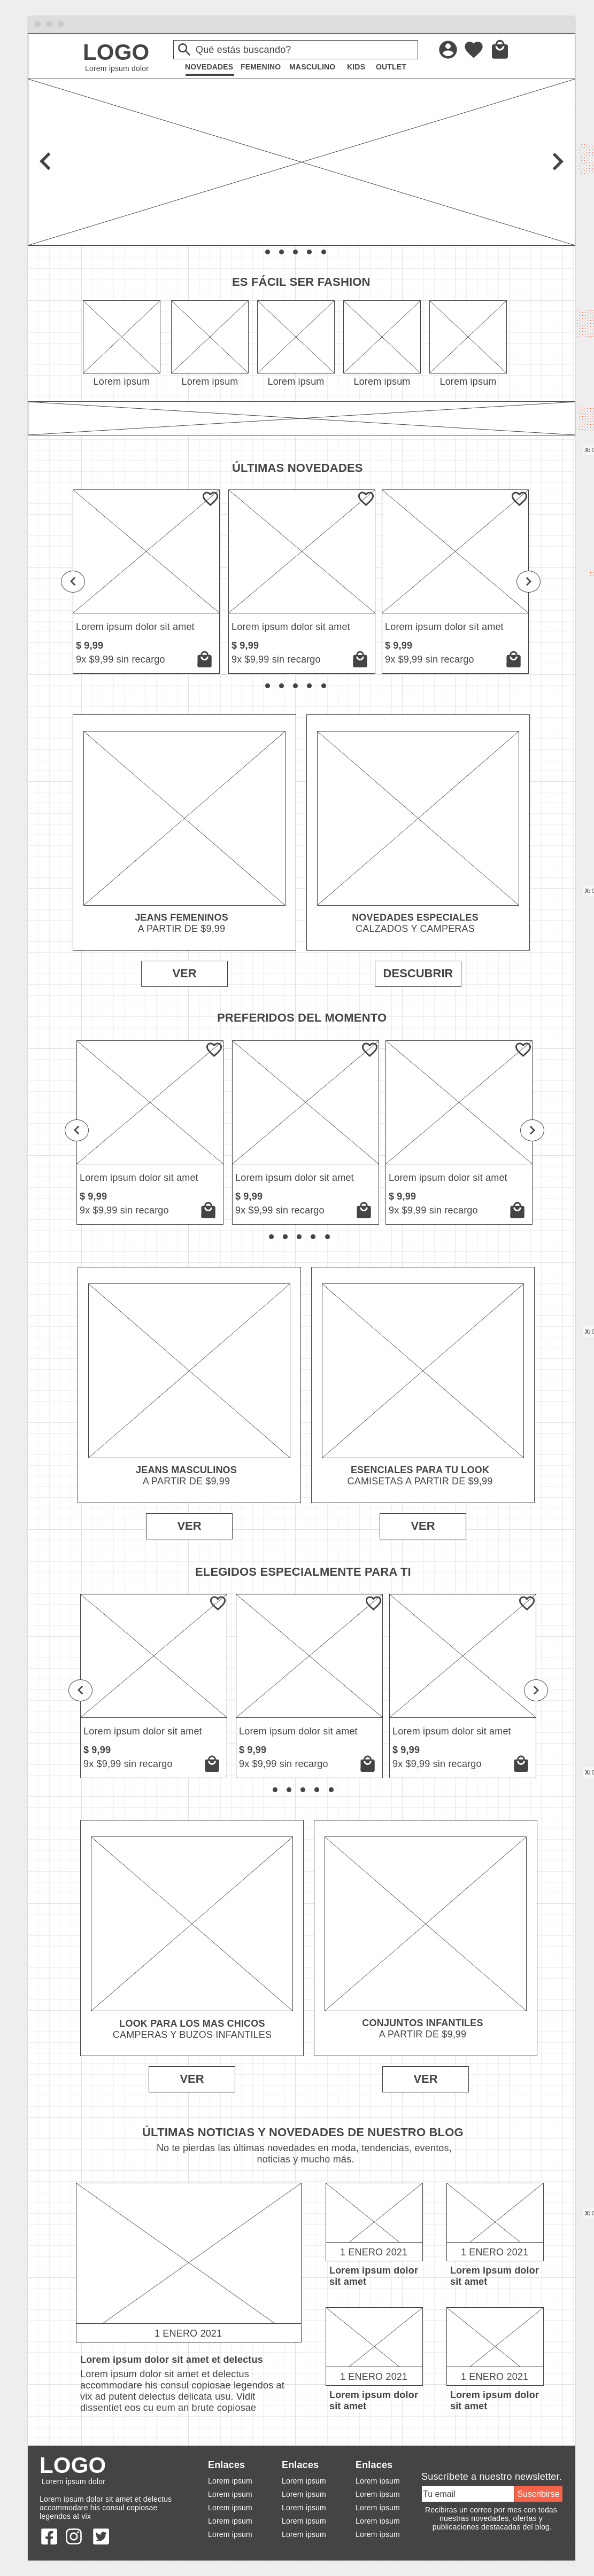 LOGO
Lorem ipsum dolor
Qué estás buscando?
NOVEDADES FEMENINO MASCULINO KIDS OUTLET
ES FÁCIL SER FASHION
Lorem ipsum Lorem ipsum Lorem ipsum Lorem ipsum Lorem ipsum
ÚLTIMAS NOVEDADES
Lorem ipsum dolor sit amet
$ 9,99
9x $9,99 sin recargo
Lorem ipsum dolor sit amet
$ 9,99
9x $9,99 sin recargo
Lorem ipsum dolor sit amet
$ 9,99
9x $9,99 sin recargo
JEANS FEMENINOS
A PARTIR DE $9,99
VER
NOVEDADES ESPECIALES
CALZADOS Y CAMPERAS
DESCUBRIR
PREFERIDOS DEL MOMENTO
Lorem ipsum dolor sit amet
$ 9,99
9x $9,99 sin recargo
Lorem ipsum dolor sit amet
$ 9,99
9x $9,99 sin recargo
Lorem ipsum dolor sit amet
$ 9,99
9x $9,99 sin recargo
JEANS MASCULINOS
A PARTIR DE $9,99
VER
ESENCIALES PARA TU LOOK
CAMISETAS A PARTIR DE $9,99
VER
ELEGIDOS ESPECIALMENTE PARA TI
Lorem ipsum dolor sit amet
$ 9,99
9x $9,99 sin recargo
Lorem ipsum dolor sit amet
$ 9,99
9x $9,99 sin recargo
Lorem ipsum dolor sit amet
$ 9,99
9x $9,99 sin recargo
LOOK PARA LOS MAS CHICOS
CAMPERAS Y BUZOS INFANTILES
VER
CONJUNTOS INFANTILES
A PARTIR DE $9,99
VER
ÚLTIMAS NOTICIAS Y NOVEDADES DE NUESTRO BLOG
No te pierdas las últimas novedades en moda, tendencias, eventos,
noticias y mucho más.
1 ENERO 2021
Lorem ipsum dolor sit amet et delectus
Lorem ipsum dolor sit amet et delectus
accommodare his consul copiosae legendos at
vix ad putent delectus delicata usu. Vidit
dissentiet eos cu eum an brute copiosae
1 ENERO 2021
Lorem ipsum dolor
sit amet
1 ENERO 2021
Lorem ipsum dolor
sit amet
1 ENERO 2021
Lorem ipsum dolor
sit amet
1 ENERO 2021
Lorem ipsum dolor
sit amet
LOGO
Lorem ipsum dolor
Lorem ipsum dolor sit amet et delectus
accommodare his consul copiosae
legendos at vix
Enlaces
Lorem ipsum
Lorem ipsum
Lorem ipsum
Lorem ipsum
Lorem ipsum
Enlaces
Lorem ipsum
Lorem ipsum
Lorem ipsum
Lorem ipsum
Lorem ipsum
Enlaces
Lorem ipsum
Lorem ipsum
Lorem ipsum
Lorem ipsum
Lorem ipsum
Suscríbete a nuestro newsletter.
Tu email Suscribirse
Recibiras un correo por mes con todas
nuestras novedades, ofertas y
publicaciones destacadas del blog.